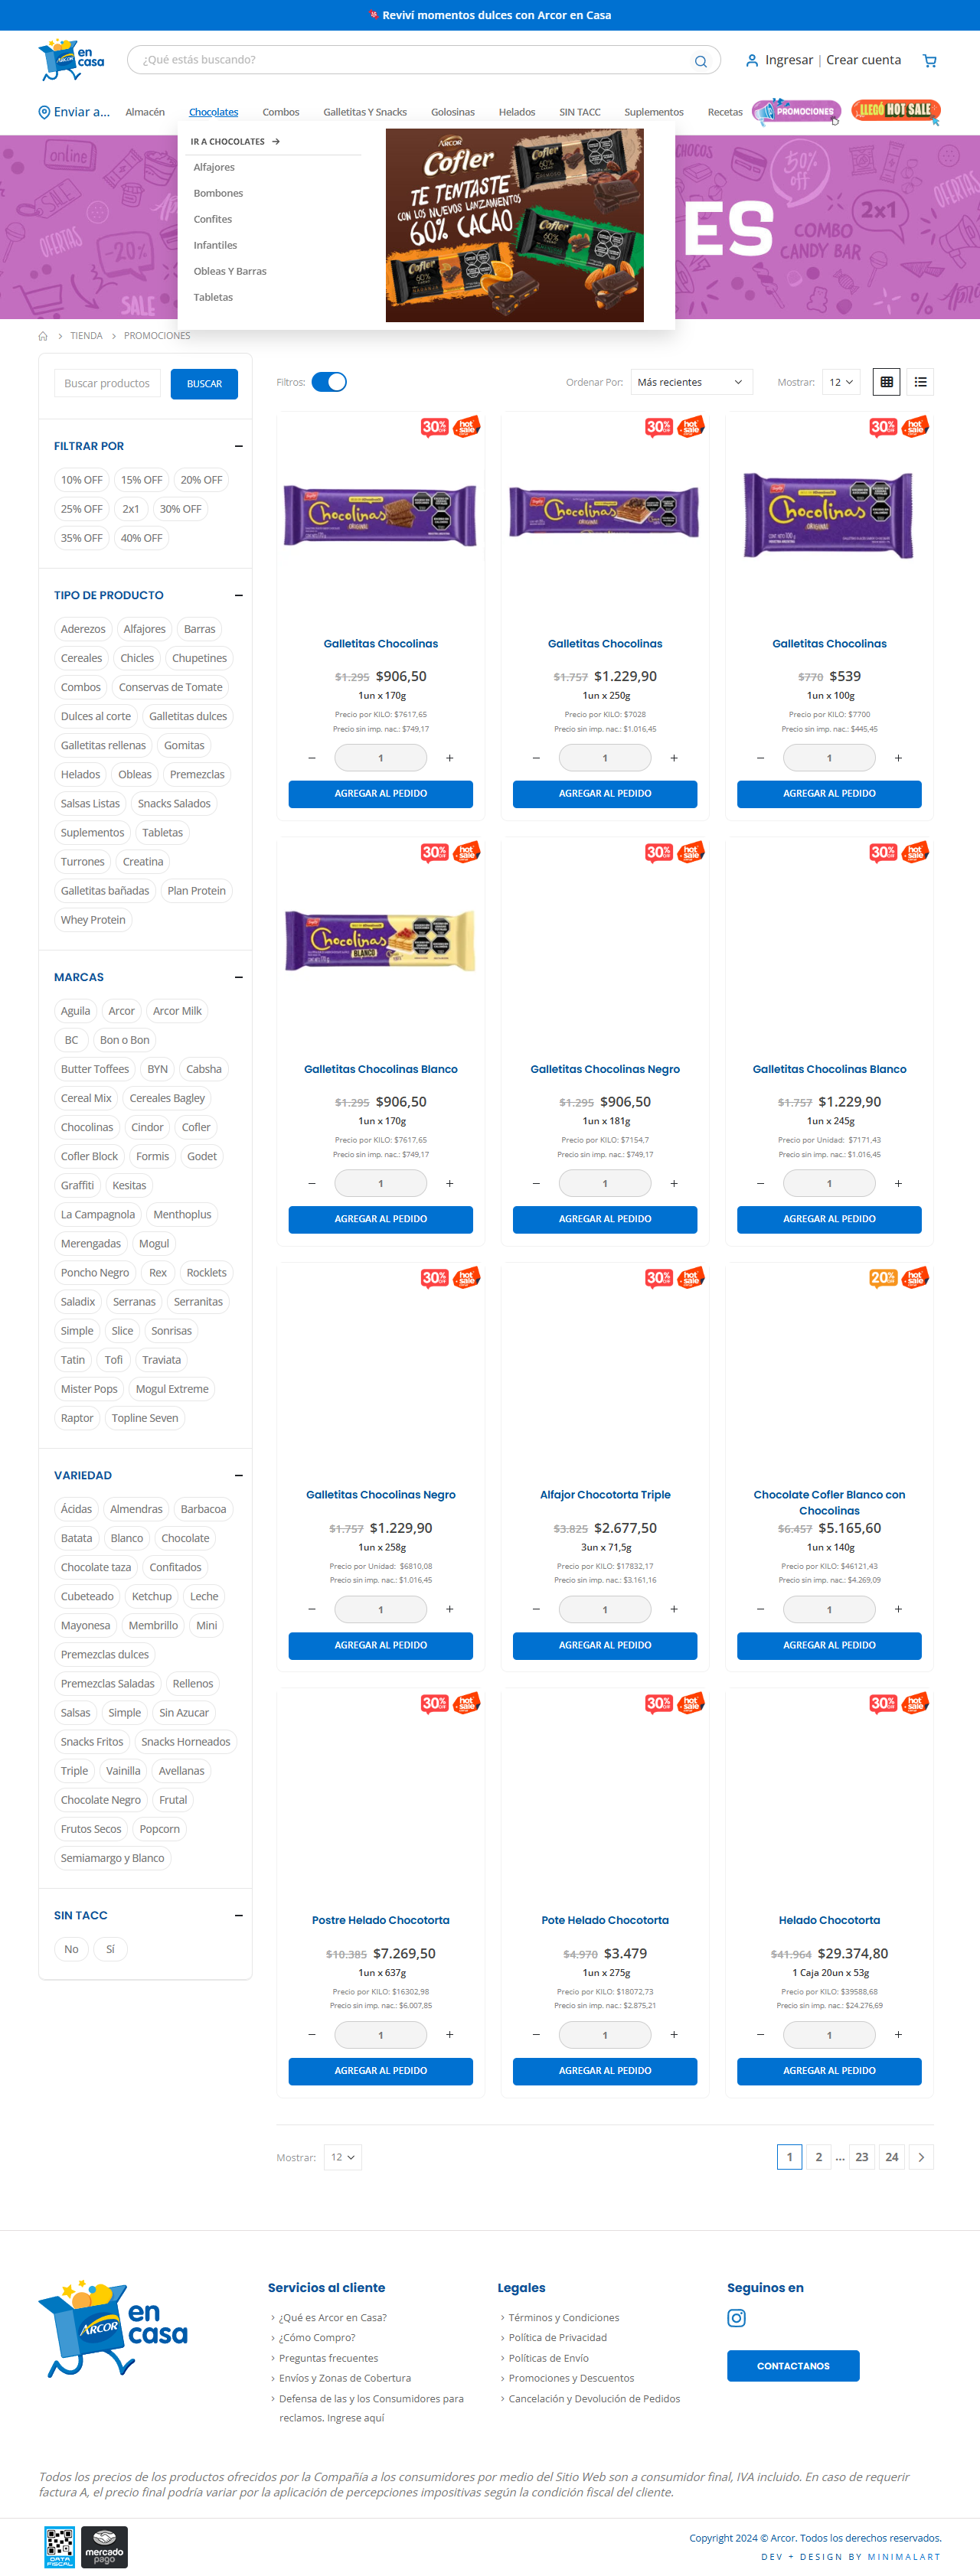 Reviví momentos dulces con Arcor en Casa
ARCOR en casa
¿Qué estás buscando?
Ingresar | Crear cuenta
Enviar a...
Almacén
Chocolates
Combos
Galletitas Y Snacks
Golosinas
Helados
SIN TACC
Suplementos
Recetas
PROMOCIONES
LLEGÓ HOT SALE
IR A CHOCOLATES
Alfajores
Bombones
Confites
Infantiles
Obleas Y Barras
Tabletas
ARCOR
Cofler
TE TENTASTE
CON LOS NUEVOS LANZAMIENTOS
60% CACAO
online
OFERTAS
-20%
SALE
ES
50% off
2x1
COMBO CANDY BAR
OFERTAS
TIENDA
PROMOCIONES
Buscar productos
BUSCAR
FILTRAR POR
10% OFF
15% OFF
20% OFF
25% OFF
2x1
30% OFF
35% OFF
40% OFF
TIPO DE PRODUCTO
Aderezos
Alfajores
Barras
Cereales
Chicles
Chupetines
Combos
Conservas de Tomate
Dulces al corte
Galletitas dulces
Galletitas rellenas
Gomitas
Helados
Obleas
Premezclas
Salsas Listas
Snacks Salados
Suplementos
Tabletas
Turrones
Creatina
Galletitas bañadas
Plan Protein
Whey Protein
MARCAS
Aguila
Arcor
Arcor Milk
BC
Bon o Bon
Butter Toffees
BYN
Cabsha
Cereal Mix
Cereales Bagley
Chocolinas
Cindor
Cofler
Cofler Block
Formis
Godet
Graffiti
Kesitas
La Campagnola
Menthoplus
Merengadas
Mogul
Poncho Negro
Rex
Rocklets
Saladix
Serranas
Serranitas
Simple
Slice
Sonrisas
Tatin
Tofi
Traviata
Mister Pops
Mogul Extreme
Raptor
Topline Seven
VARIEDAD
Ácidas
Almendras
Barbacoa
Batata
Blanco
Chocolate
Chocolate taza
Confitados
Cubeteado
Ketchup
Leche
Mayonesa
Membrillo
Mini
Premezclas dulces
Premezclas Saladas
Rellenos
Salsas
Simple
Sin Azucar
Snacks Fritos
Snacks Horneados
Triple
Vainilla
Avellanas
Chocolate Negro
Frutal
Frutos Secos
Popcorn
Semiamargo y Blanco
SIN TACC
No
Sí
Filtros:
Ordenar Por:
Más recientes
Mostrar:
12
30% OFF hot sale
Chocolinas
ORIGINAL
Galletitas Chocolinas
$1.295 $906,50
1un x 170g
Precio por KILO: $7617,65
Precio sin imp. nac.: $749,17
1
AGREGAR AL PEDIDO
30% OFF hot sale
Chocolinas
ORIGINAL
Galletitas Chocolinas
$1.757 $1.229,90
1un x 250g
Precio por KILO: $7028
Precio sin imp. nac.: $1.016,45
1
AGREGAR AL PEDIDO
30% OFF hot sale
Chocolinas
ORIGINAL
Galletitas Chocolinas
$770 $539
1un x 100g
Precio por KILO: $7700
Precio sin imp. nac.: $445,45
1
AGREGAR AL PEDIDO
30% OFF hot sale
Chocolinas
BLANCO
Galletitas Chocolinas Blanco
$1.295 $906,50
1un x 170g
Precio por KILO: $7617,65
Precio sin imp. nac.: $749,17
1
AGREGAR AL PEDIDO
30% OFF hot sale
Galletitas Chocolinas Negro
$1.295 $906,50
1un x 181g
Precio por KILO: $7154,7
Precio sin imp. nac.: $749,17
1
AGREGAR AL PEDIDO
30% OFF hot sale
Galletitas Chocolinas Blanco
$1.757 $1.229,90
1un x 245g
Precio por Unidad: $7171,43
Precio sin imp. nac.: $1.016,45
1
AGREGAR AL PEDIDO
30% OFF hot sale
Galletitas Chocolinas Negro
$1.757 $1.229,90
1un x 258g
Precio por Unidad: $6810,08
Precio sin imp. nac.: $1.016,45
1
AGREGAR AL PEDIDO
30% OFF hot sale
Alfajor Chocotorta Triple
$3.825 $2.677,50
3un x 71,5g
Precio por KILO: $17832,17
Precio sin imp. nac.: $3.161,16
1
AGREGAR AL PEDIDO
20% OFF hot sale
Chocolate Cofler Blanco con
Chocolinas
$6.457 $5.165,60
1un x 140g
Precio por KILO: $46121,43
Precio sin imp. nac.: $4.269,09
1
AGREGAR AL PEDIDO
30% OFF hot sale
Postre Helado Chocotorta
$10.385 $7.269,50
1un x 637g
Precio por KILO: $16302,98
Precio sin imp. nac.: $6.007,85
1
AGREGAR AL PEDIDO
30% OFF hot sale
Pote Helado Chocotorta
$4.970 $3.479
1un x 275g
Precio por KILO: $18072,73
Precio sin imp. nac.: $2.875,21
1
AGREGAR AL PEDIDO
30% OFF hot sale
Helado Chocotorta
$41.964 $29.374,80
1 Caja 20un x 53g
Precio por KILO: $39588,68
Precio sin imp. nac.: $24.276,69
1
AGREGAR AL PEDIDO
Mostrar:
12
1 2 ... 23 24
ARCOR en casa
Servicios al cliente
¿Qué es Arcor en Casa?
¿Cómo Compro?
Preguntas frecuentes
Envíos y Zonas de Cobertura
Defensa de las y los Consumidores para
reclamos. Ingrese aquí
Legales
Términos y Condiciones
Política de Privacidad
Políticas de Envío
Promociones y Descuentos
Cancelación y Devolución de Pedidos
Seguinos en
CONTACTANOS
Todos los precios de los productos ofrecidos por la Compañía a los consumidores por medio del Sitio Web son a consumidor final, IVA incluido. En caso de requerir
factura A, el precio final podría variar por la aplicación de percepciones impositivas según la condición fiscal del cliente.
DATA FISCAL
mercado pago
Copyright 2024 © Arcor. Todos los derechos reservados.
DEV + DESIGN BY MINIMALART